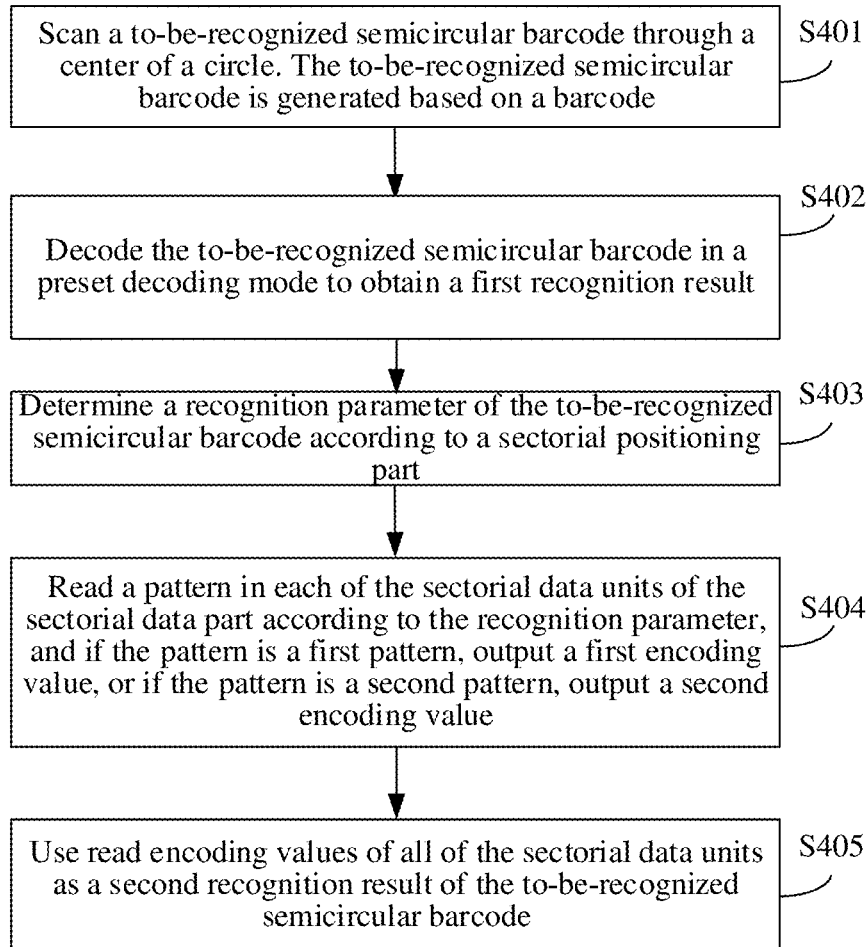 Scan a to-be-recognized semicircular barcode through a
center of a circle. The to-be-recognized semicircular
barcode is generated based on a barcode
S401
Decode the to-be-recognized semicircular barcode in a
preset decoding mode to obtain a first recognition result
S402
Determine a recognition parameter of the to-be-recognized
semicircular barcode according to a sectorial positioning
part
S403
Read a pattern in each of the sectorial data units of the
sectorial data part according to the recognition parameter,
and if the pattern is a first pattern, output a first encoding
value, or if the pattern is a second pattern, output a second
encoding value
S404
Use read encoding values of all of the sectorial data units
as a second recognition result of the to-be-recognized
semicircular barcode
S405